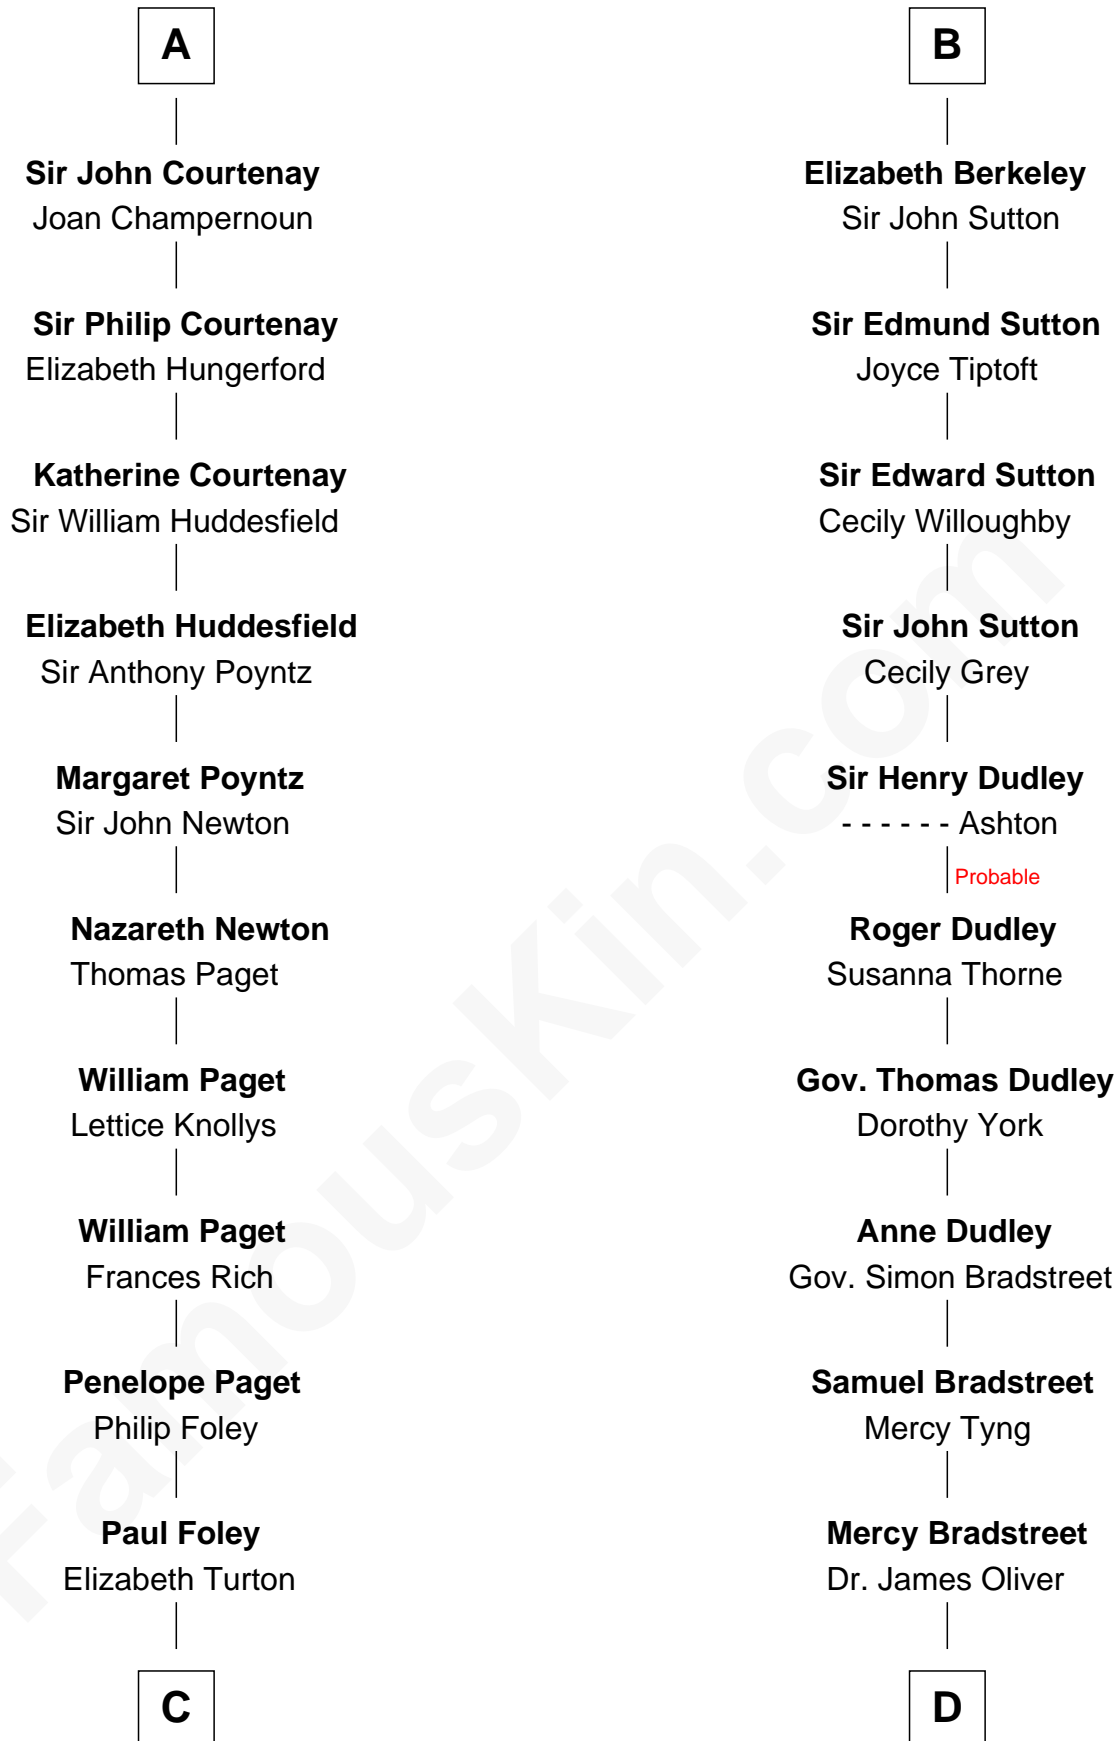 A
Sir John Courtenay
Joan Champernoun
Sir Philip Courtenay
Elizabeth Hungerford
Katherine Courtenay
Sir William Huddesfield
Elizabeth Huddesfield
Sir Anthony Poyntz
Margaret Poyntz
Sir John Newton
Nazareth Newton
Thomas Paget
William Paget
Lettice Knollys
William Paget
Frances Rich
Penelope Paget
Philip Foley
Paul Foley
Elizabeth Turton
C
B
Elizabeth Berkeley
Sir John Sutton
Sir Edmund Sutton
Joyce Tiptoft
Sir Edward Sutton
Cecily Willoughby
Sir John Sutton
Cecily Grey
Sir Henry Dudley
- - - - - - Ashton
Probable
Roger Dudley
Susanna Thorne
Gov. Thomas Dudley
Dorothy York
Anne Dudley
Gov. Simon Bradstreet
Samuel Bradstreet
Mercy Tyng
Mercy Bradstreet
Dr. James Oliver
D
FamousKin.com